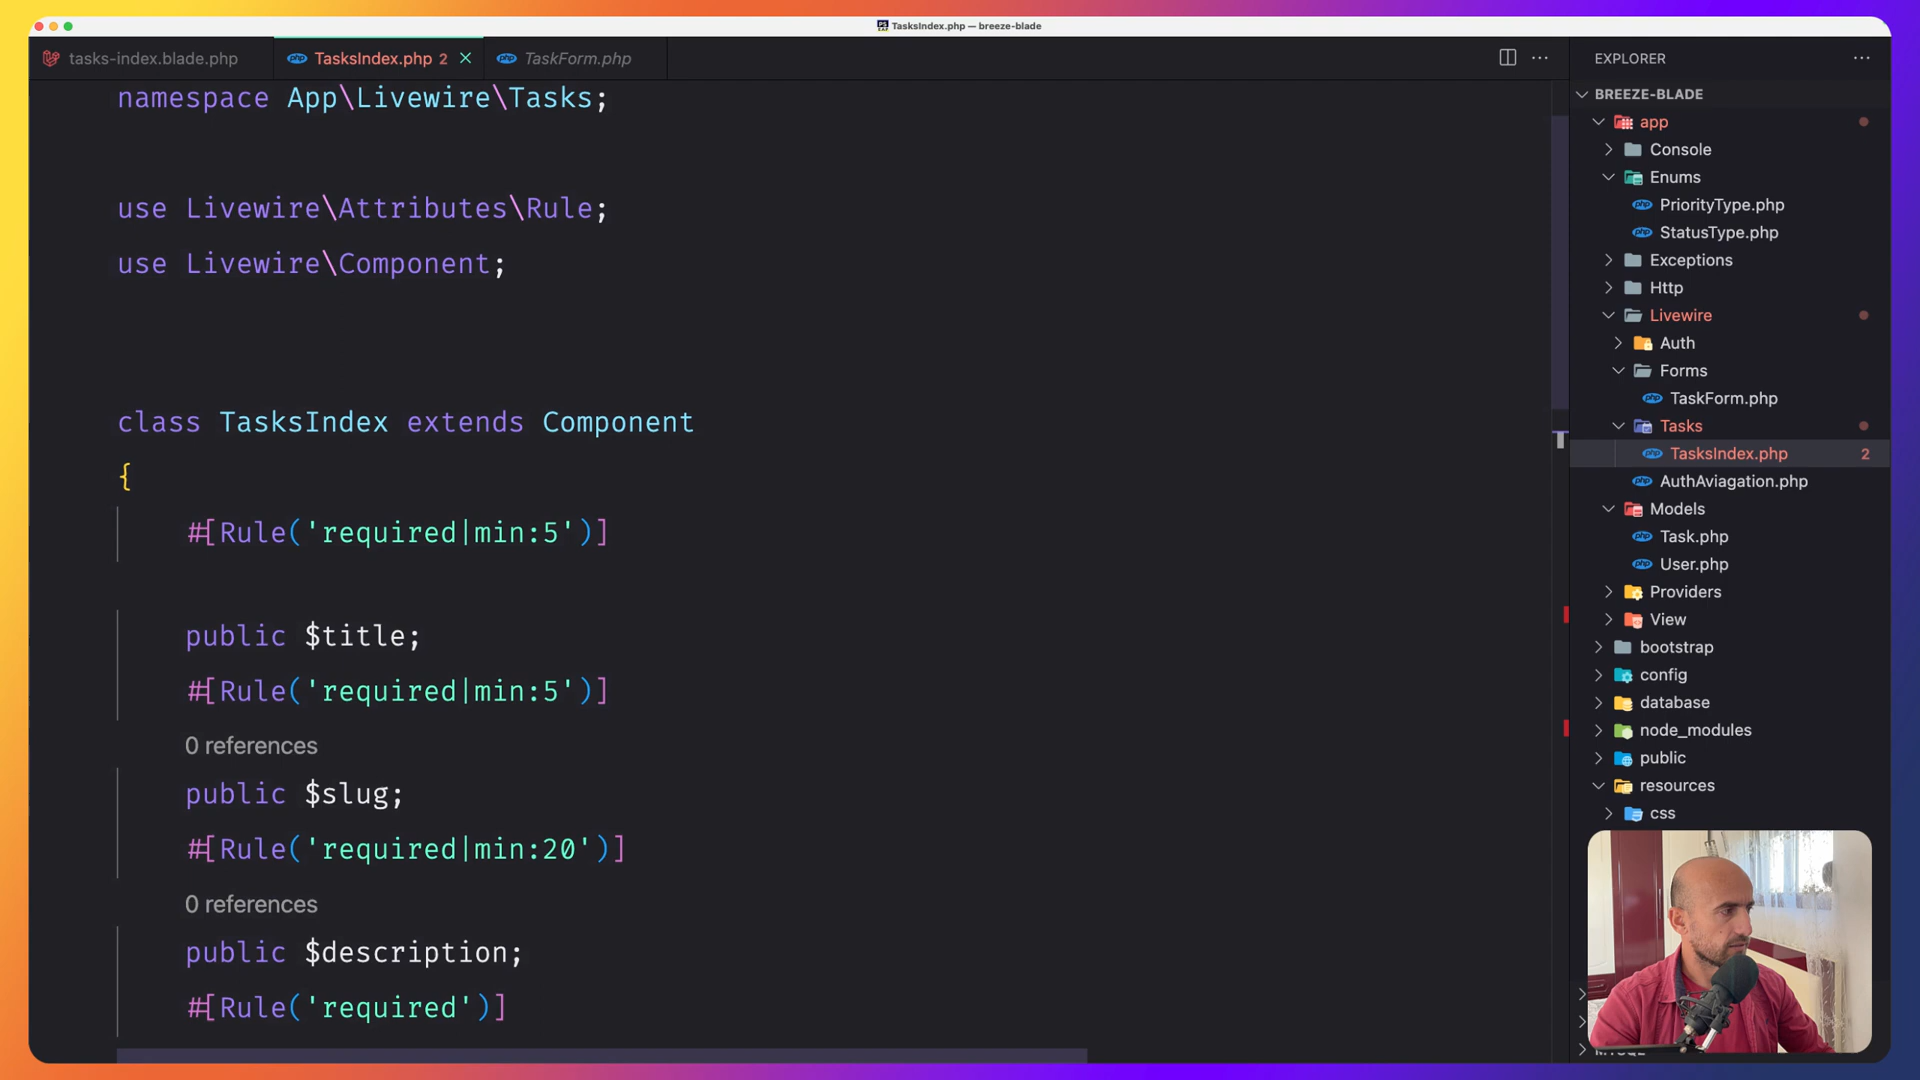 TasksIndex.php — breeze-blade
tasks-index.blade.php
TasksIndex.php 2
TaskForm.php
namespace App\Livewire\Tasks;
use Livewire\Attributes\Rule;
use Livewire\Component;
class TasksIndex extends Component
{
#[Rule('required|min:5')]
public $title;
#[Rule('required|min:5')]
0 references
public $slug;
#[Rule('required|min:20')]
0 references
public $description;
#[Rule('required')]
EXPLORER
BREEZE-BLADE
app
Console
Enums
PriorityType.php
StatusType.php
Exceptions
Http
Livewire
Auth
Forms
TaskForm.php
Tasks
TasksIndex.php 2
AuthAviagation.php
Models
Task.php
User.php
Providers
View
bootstrap
config
database
node_modules
public
resources
css